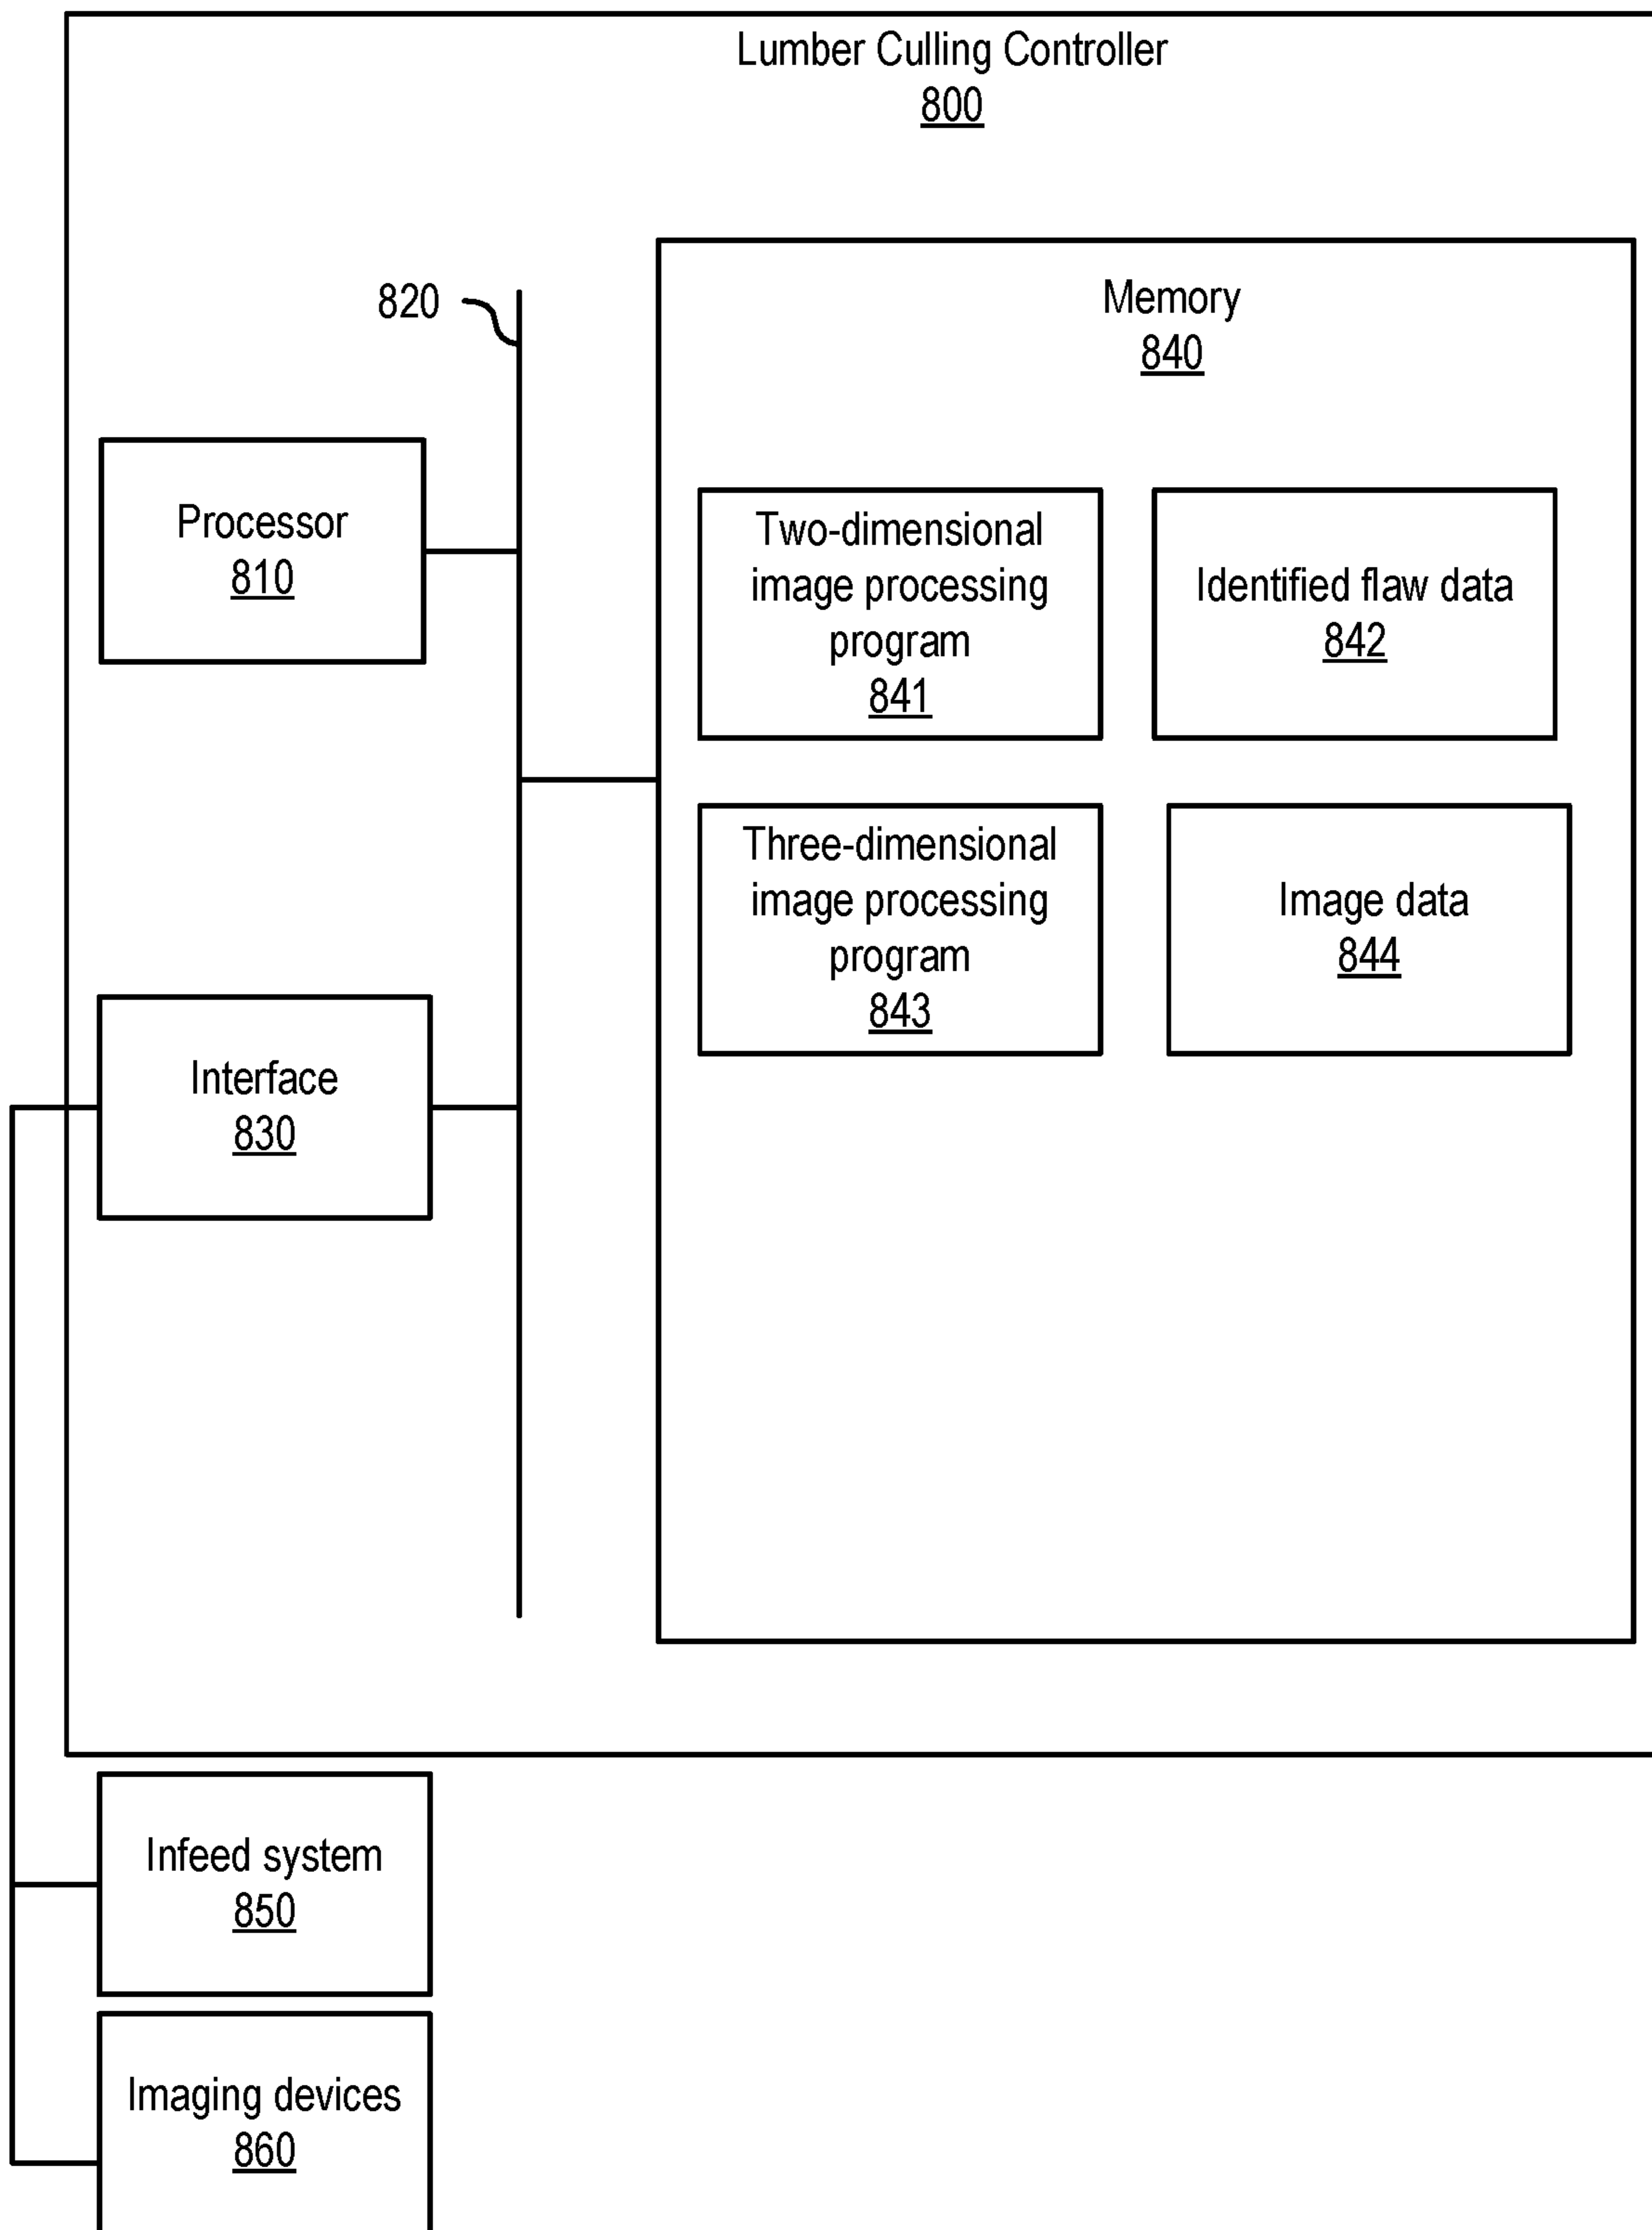 Lumber Culling Controller
800
820
Memory
840
Processor
810
Two-dimensional
image processing
program
841
Identified flaw data
842
Three-dimensional
image processing
program
843
Image data
844
Interface
830
Infeed system
850
Imaging devices
860